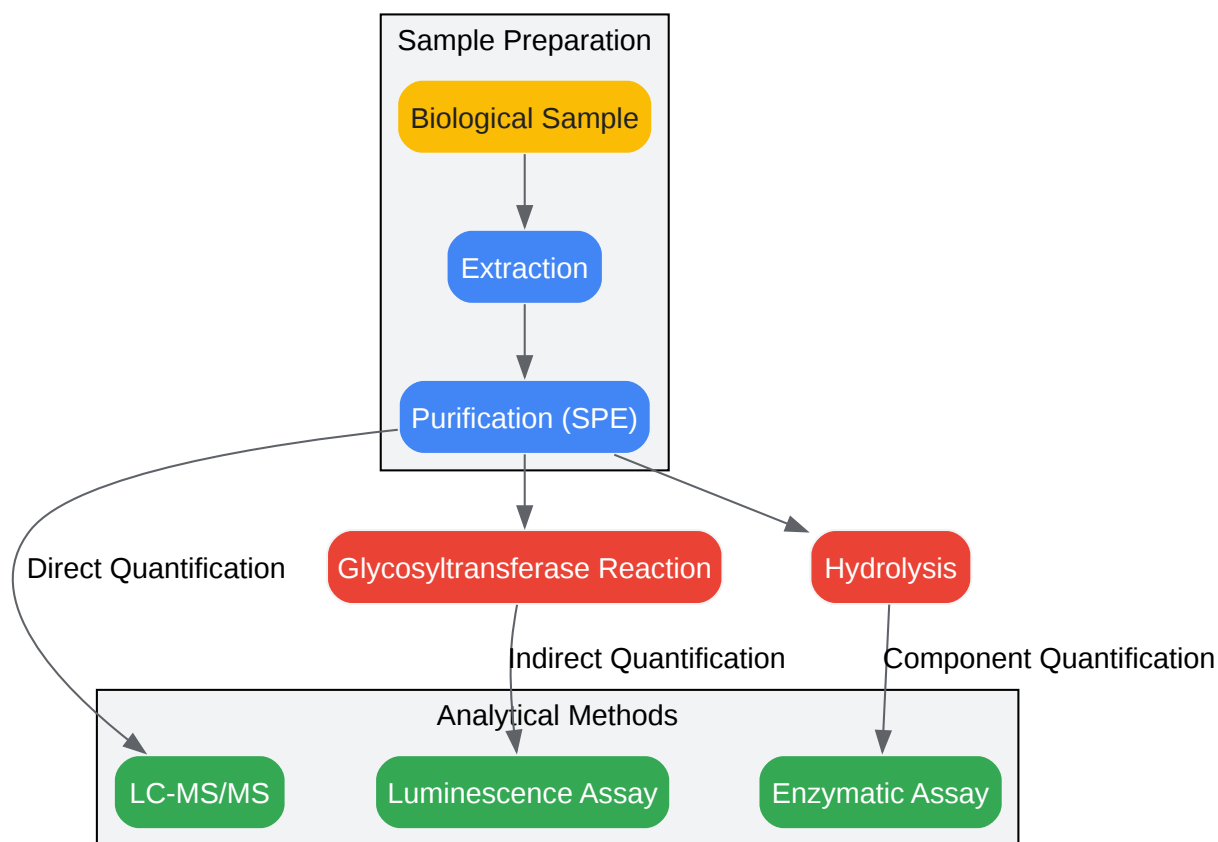 Sample Preparation
Biological Sample
Extraction
Purification (SPE)
Direct Quantification
Glycosyltransferase Reaction
Hydrolysis
Indirect Quantification
Component Quantification
Analytical Methods
LC-MS/MS
Luminescence Assay
Enzymatic Assay